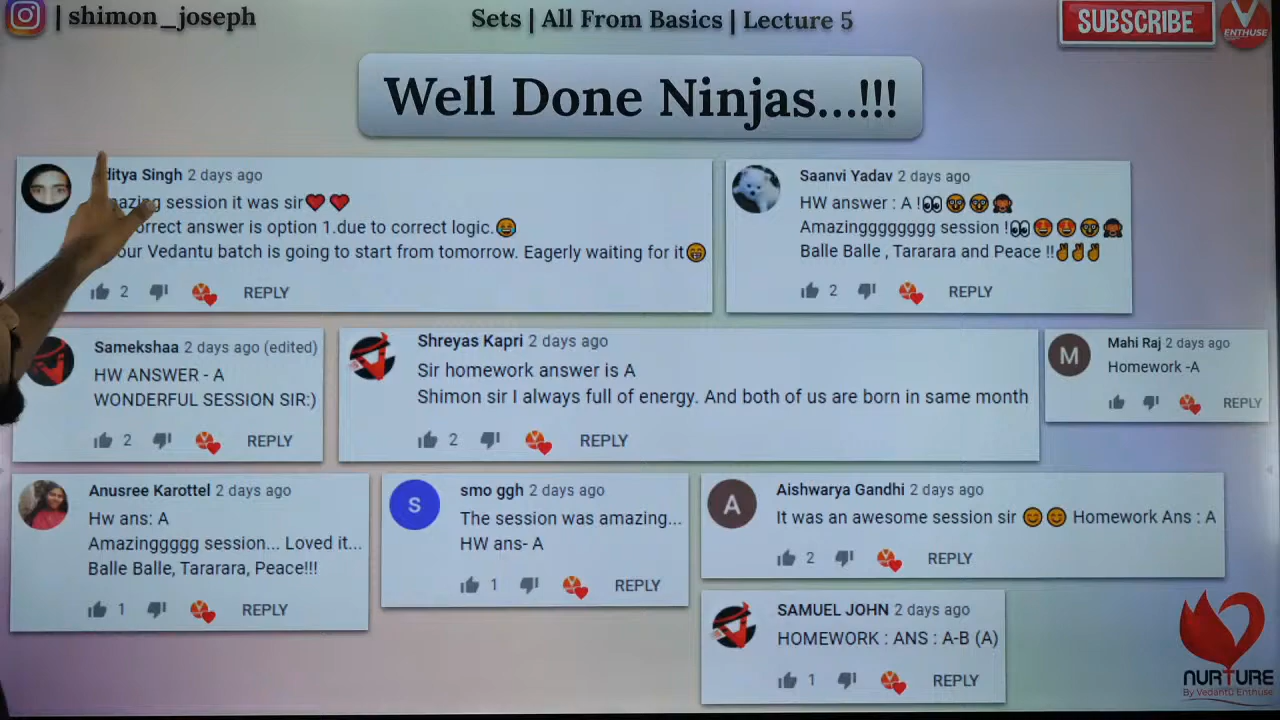 | shimon_joseph
Sets | All From Basics | Lecture 5
SUBSCRIBE
V
ENTHUSE
Well Done Ninjas...!!!
ditya Singh 2 days ago
mazing session it was sir❤️❤️
orrect answer is option 1.due to correct logic.😂
our Vedantu batch is going to start from tomorrow. Eagerly waiting for it😁
2 REPLY
Saanvi Yadav 2 days ago
HW answer : A !👀🤓🤓🙊
Amazinggggggg session !👀🤩🤩🤓🙊
Balle Balle , Tararara and Peace !!✌✌✌
2 REPLY
Samekshaa 2 days ago (edited)
HW ANSWER - A
WONDERFUL SESSION SIR:)
2 REPLY
Shreyas Kapri 2 days ago
Sir homework answer is A
Shimon sir I always full of energy. And both of us are born in same month
2 REPLY
M
Mahi Raj 2 days ago
Homework -A
REPLY
Anusree Karottel 2 days ago
Hw ans: A
Amazinggggg session... Loved it...
Balle Balle, Tararara, Peace!!!
1 REPLY
S
smo ggh 2 days ago
The session was amazing...
HW ans- A
1 REPLY
A
Aishwarya Gandhi 2 days ago
It was an awesome session sir 😊😊 Homework Ans : A
2 REPLY
SAMUEL JOHN 2 days ago
HOMEWORK : ANS : A-B (A)
1 REPLY
NURTURE
By Vedantu Enthuse